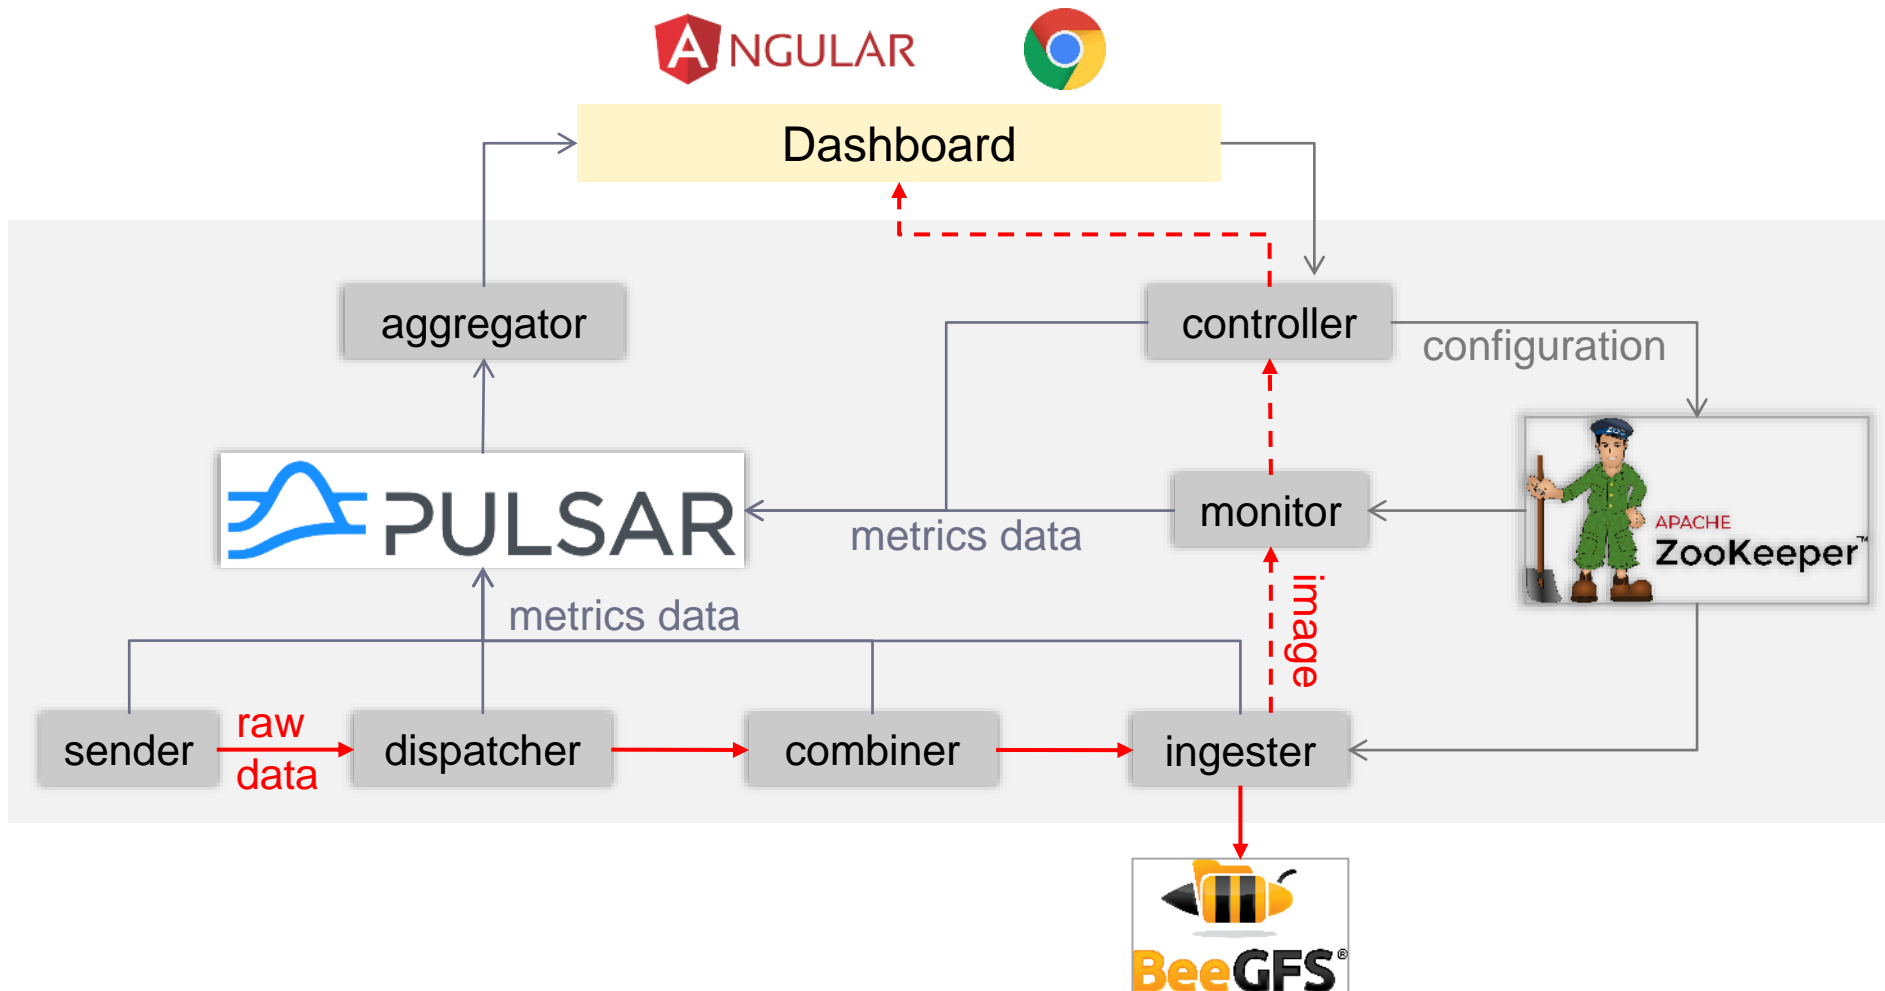 ANGULAR
Dashboard
aggregator
controller
configuration
PULSAR
metrics data
monitor
ZOO
APACHE
ZooKeeper™
image
metrics data
sender
raw
data
dispatcher
combiner
ingester
BeeGFS®